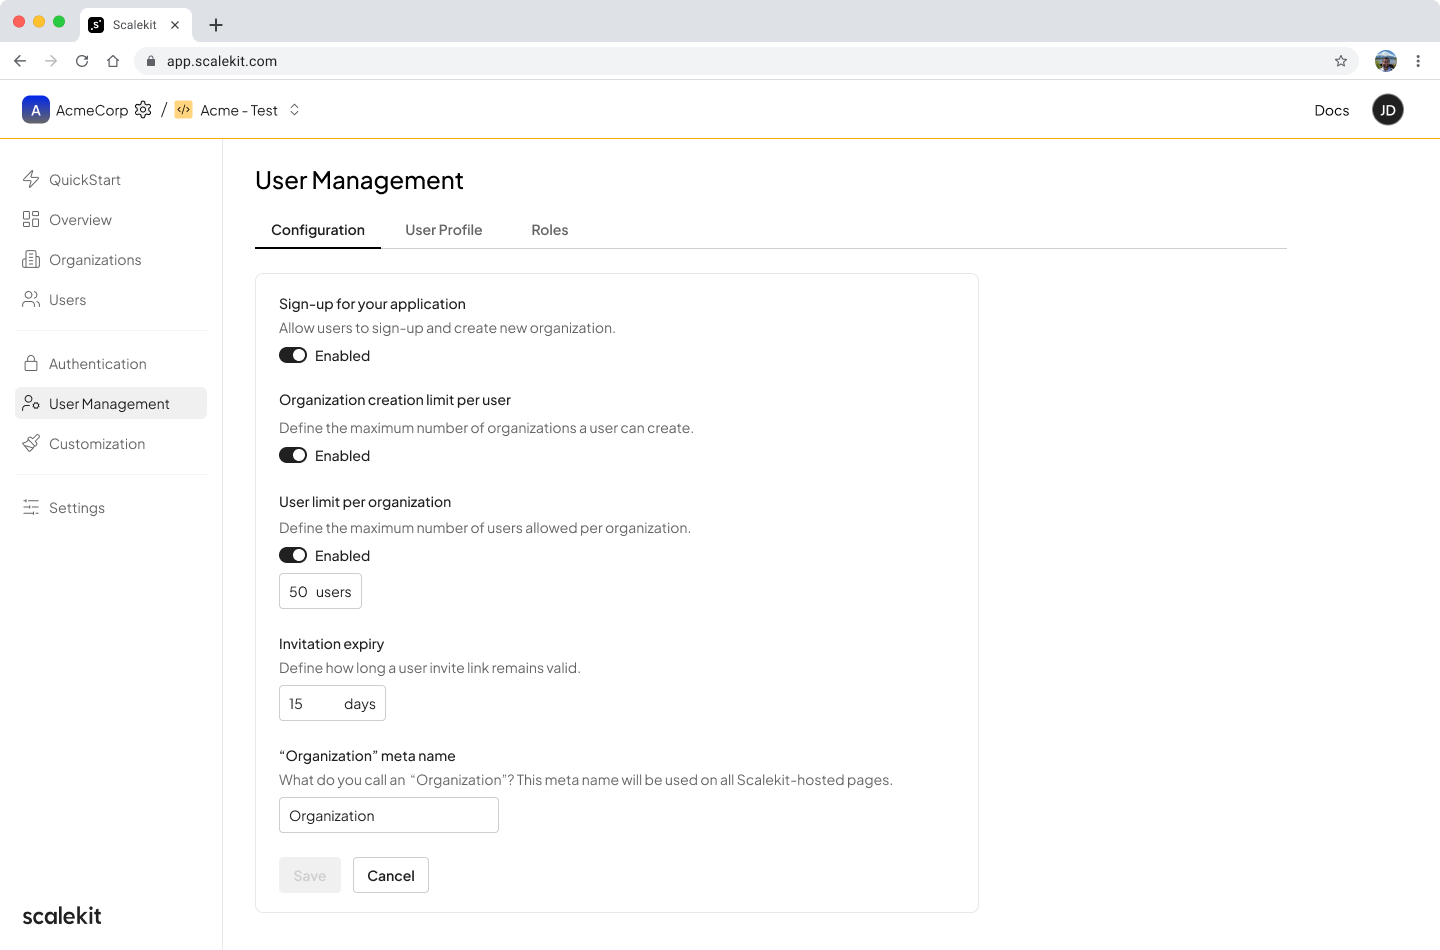 Scalekit
app.scalekit.com
A AcmeCorp / </> Acme - Test
Docs JD
QuickStart
Overview
Organizations
Users
Authentication
User Management
Customization
Settings
scalekit
User Management
Configuration User Profile Roles
Sign-up for your application
Allow users to sign-up and create new organization.
Enabled
Organization creation limit per user
Define the maximum number of organizations a user can create.
Enabled
User limit per organization
Define the maximum number of users allowed per organization.
Enabled
50 users
Invitation expiry
Define how long a user invite link remains valid.
15 days
“Organization” meta name
What do you call an “Organization”? This meta name will be used on all Scalekit-hosted pages.
Organization
Save Cancel